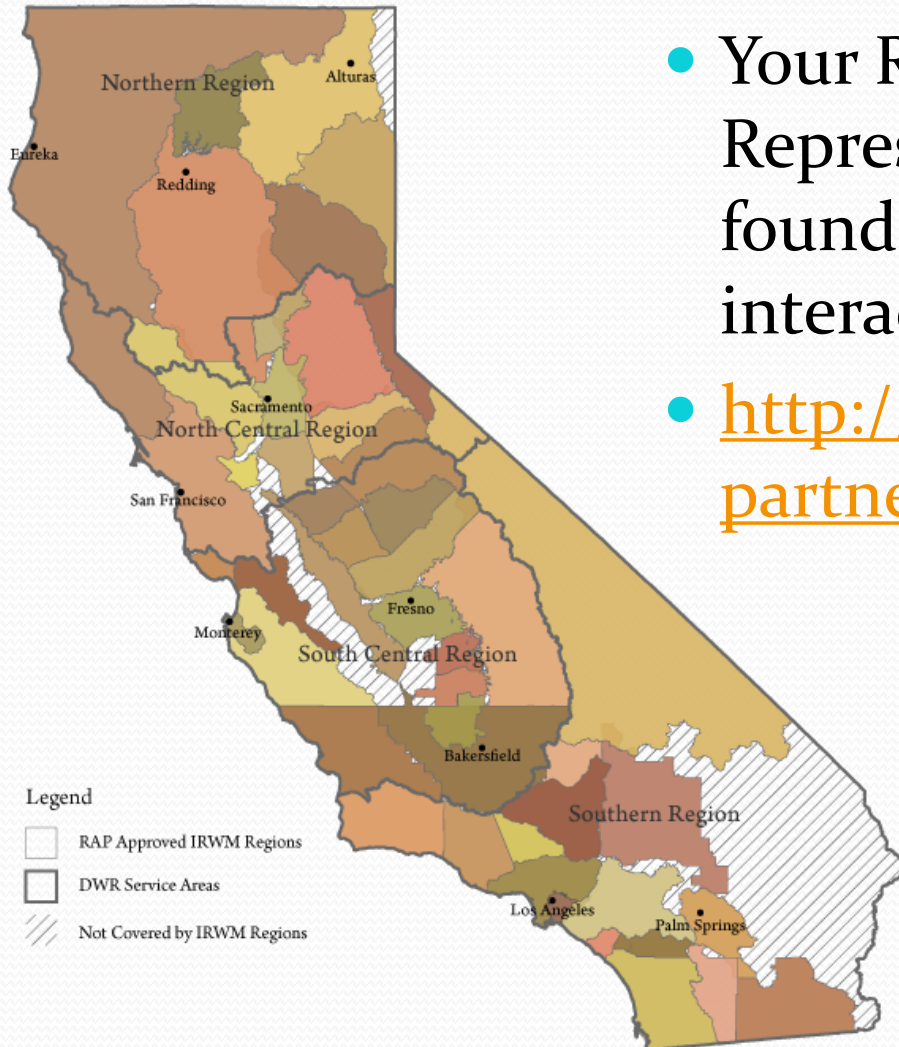 Northern Region
Alturas
Eureka
Redding
Sacramento
North Central Region
San Francisco
Fresno
Monterey
South Central Region
Bakersfield
Southern Region
Los Angeles
Palm Springs
Legend
RAP Approved IRWM Regions
DWR Service Areas
Not Covered by IRWM Regions
• Your R
Repres
found
intera
• http:/
partne